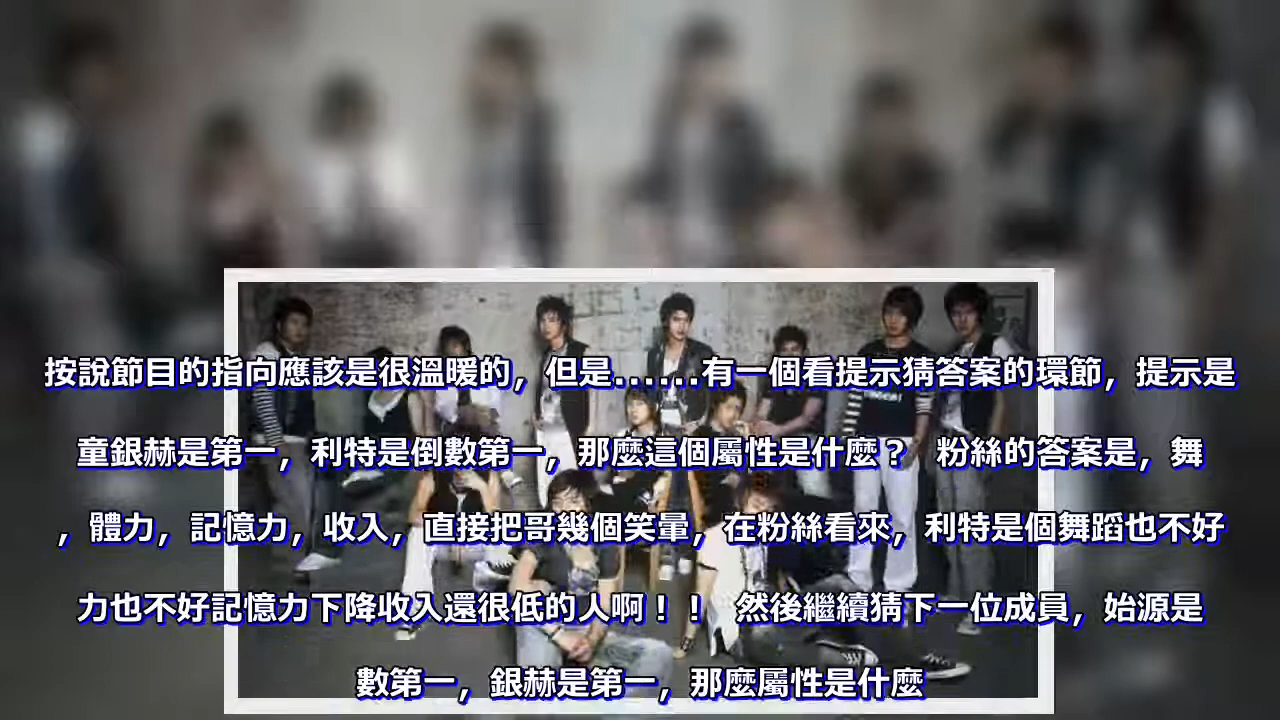 按說節目的指向應該是很溫暖的，但是......有一個看提示猜答案的環節，提示是
童銀赫是第一，利特是倒數第一，那麼這個屬性是什麼？ 粉絲的答案是，舞
，體力，記憶力，收入，直接把哥幾個笑暈，在粉絲看來，利特是個舞蹈也不好
力也不好記憶力下降收入還很低的人啊！！ 然後繼續猜下一位成員，始源是
數第一，銀赫是第一，那麼屬性是什麼